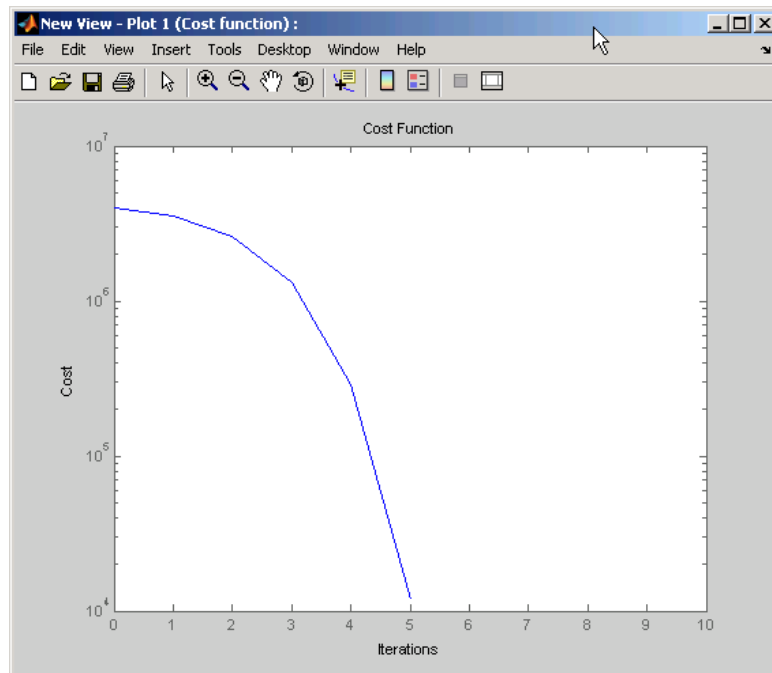 New View - Plot 1 (Cost function) :
File Edit View Insert Tools Desktop Window Help
Cost Function
10^7
10^6
10^5
10^4
Cost
0 1 2 3 4 5 6 7 8 9 10
Iterations